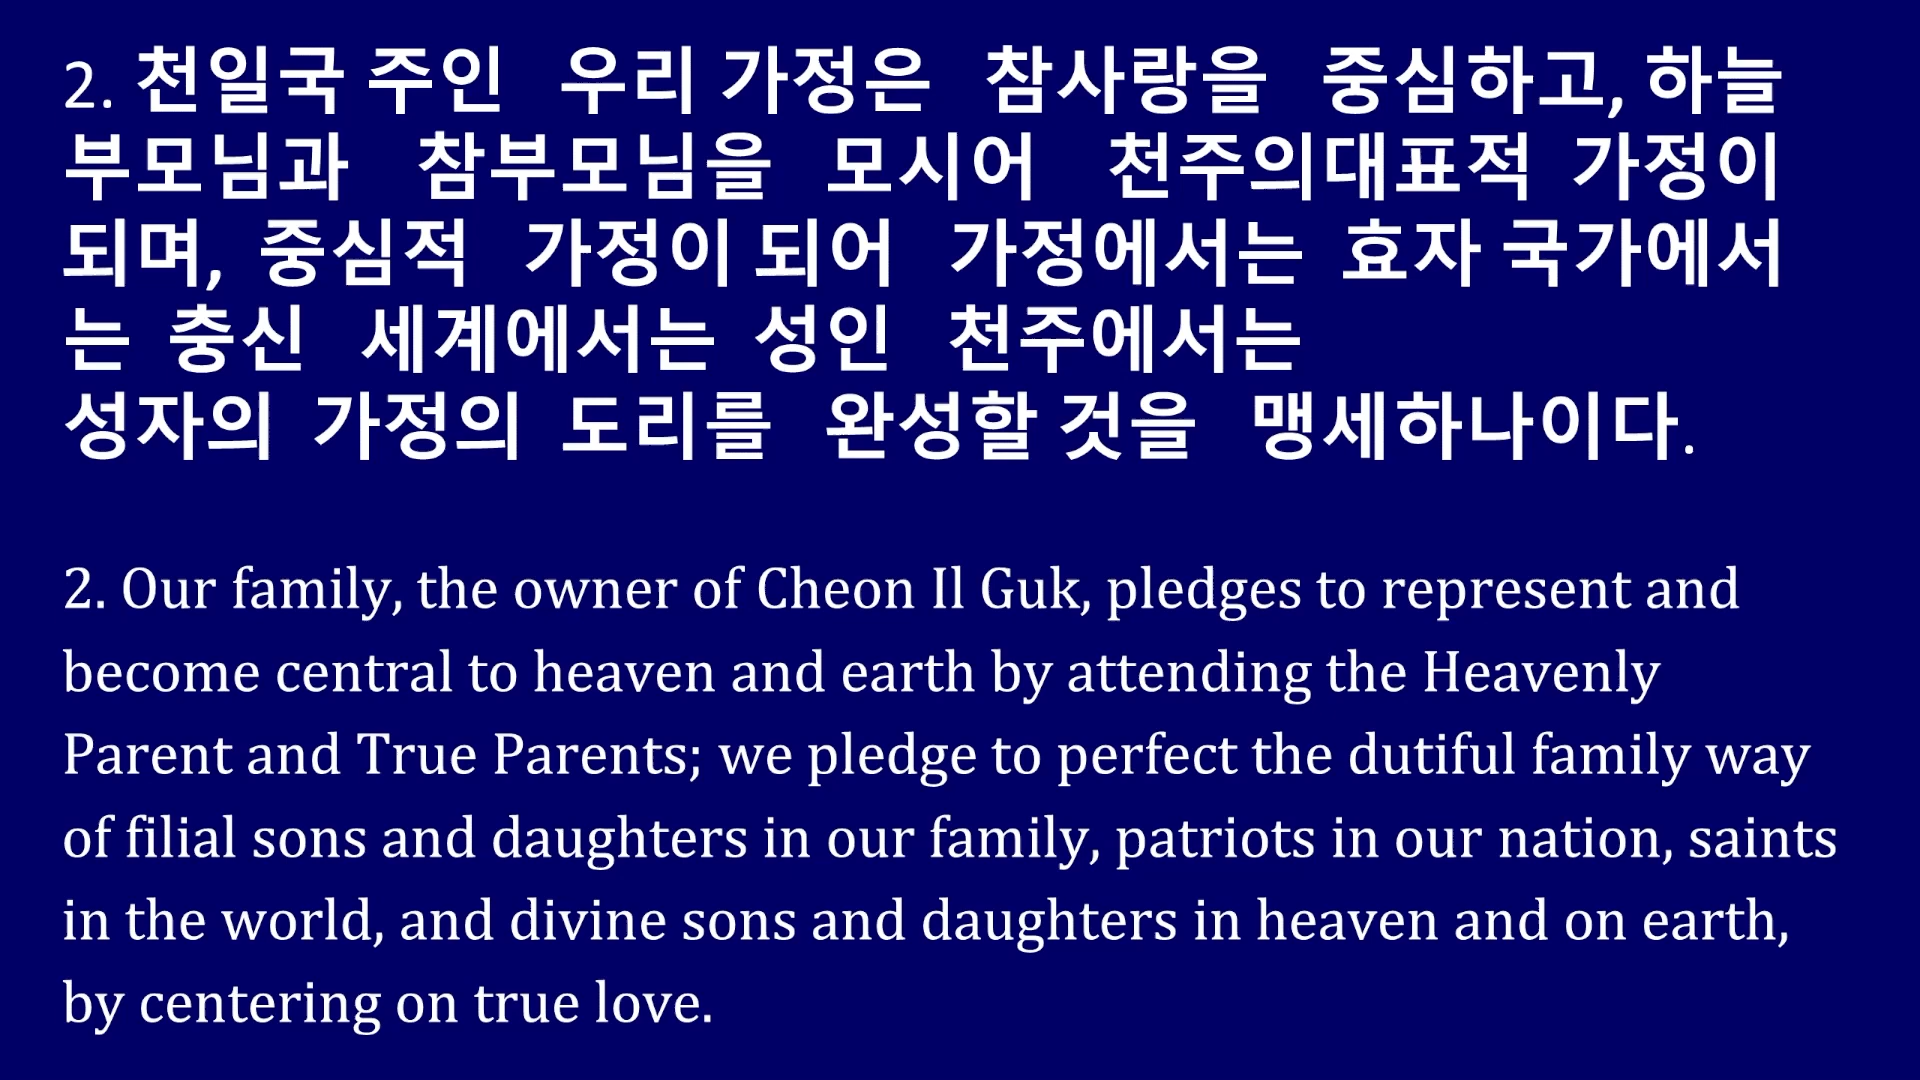 2. 천일국 주인 우리 가정은 참사랑을 중심하고, 하늘
부모님과 참부모님을 모시어 천주의대표적 가정이
되며, 중심적 가정이 되어 가정에서는 효자 국가에서
는 충신 세계에서는 성인 천주에서는
성자의 가정의 도리를 완성할 것을 맹세하나이다.
2. Our family, the owner of Cheon Il Guk, pledges to represent and
become central to heaven and earth by attending the Heavenly
Parent and True Parents; we pledge to perfect the dutiful family way
of filial sons and daughters in our family, patriots in our nation, saints
in the world, and divine sons and daughters in heaven and on earth,
by centering on true love.